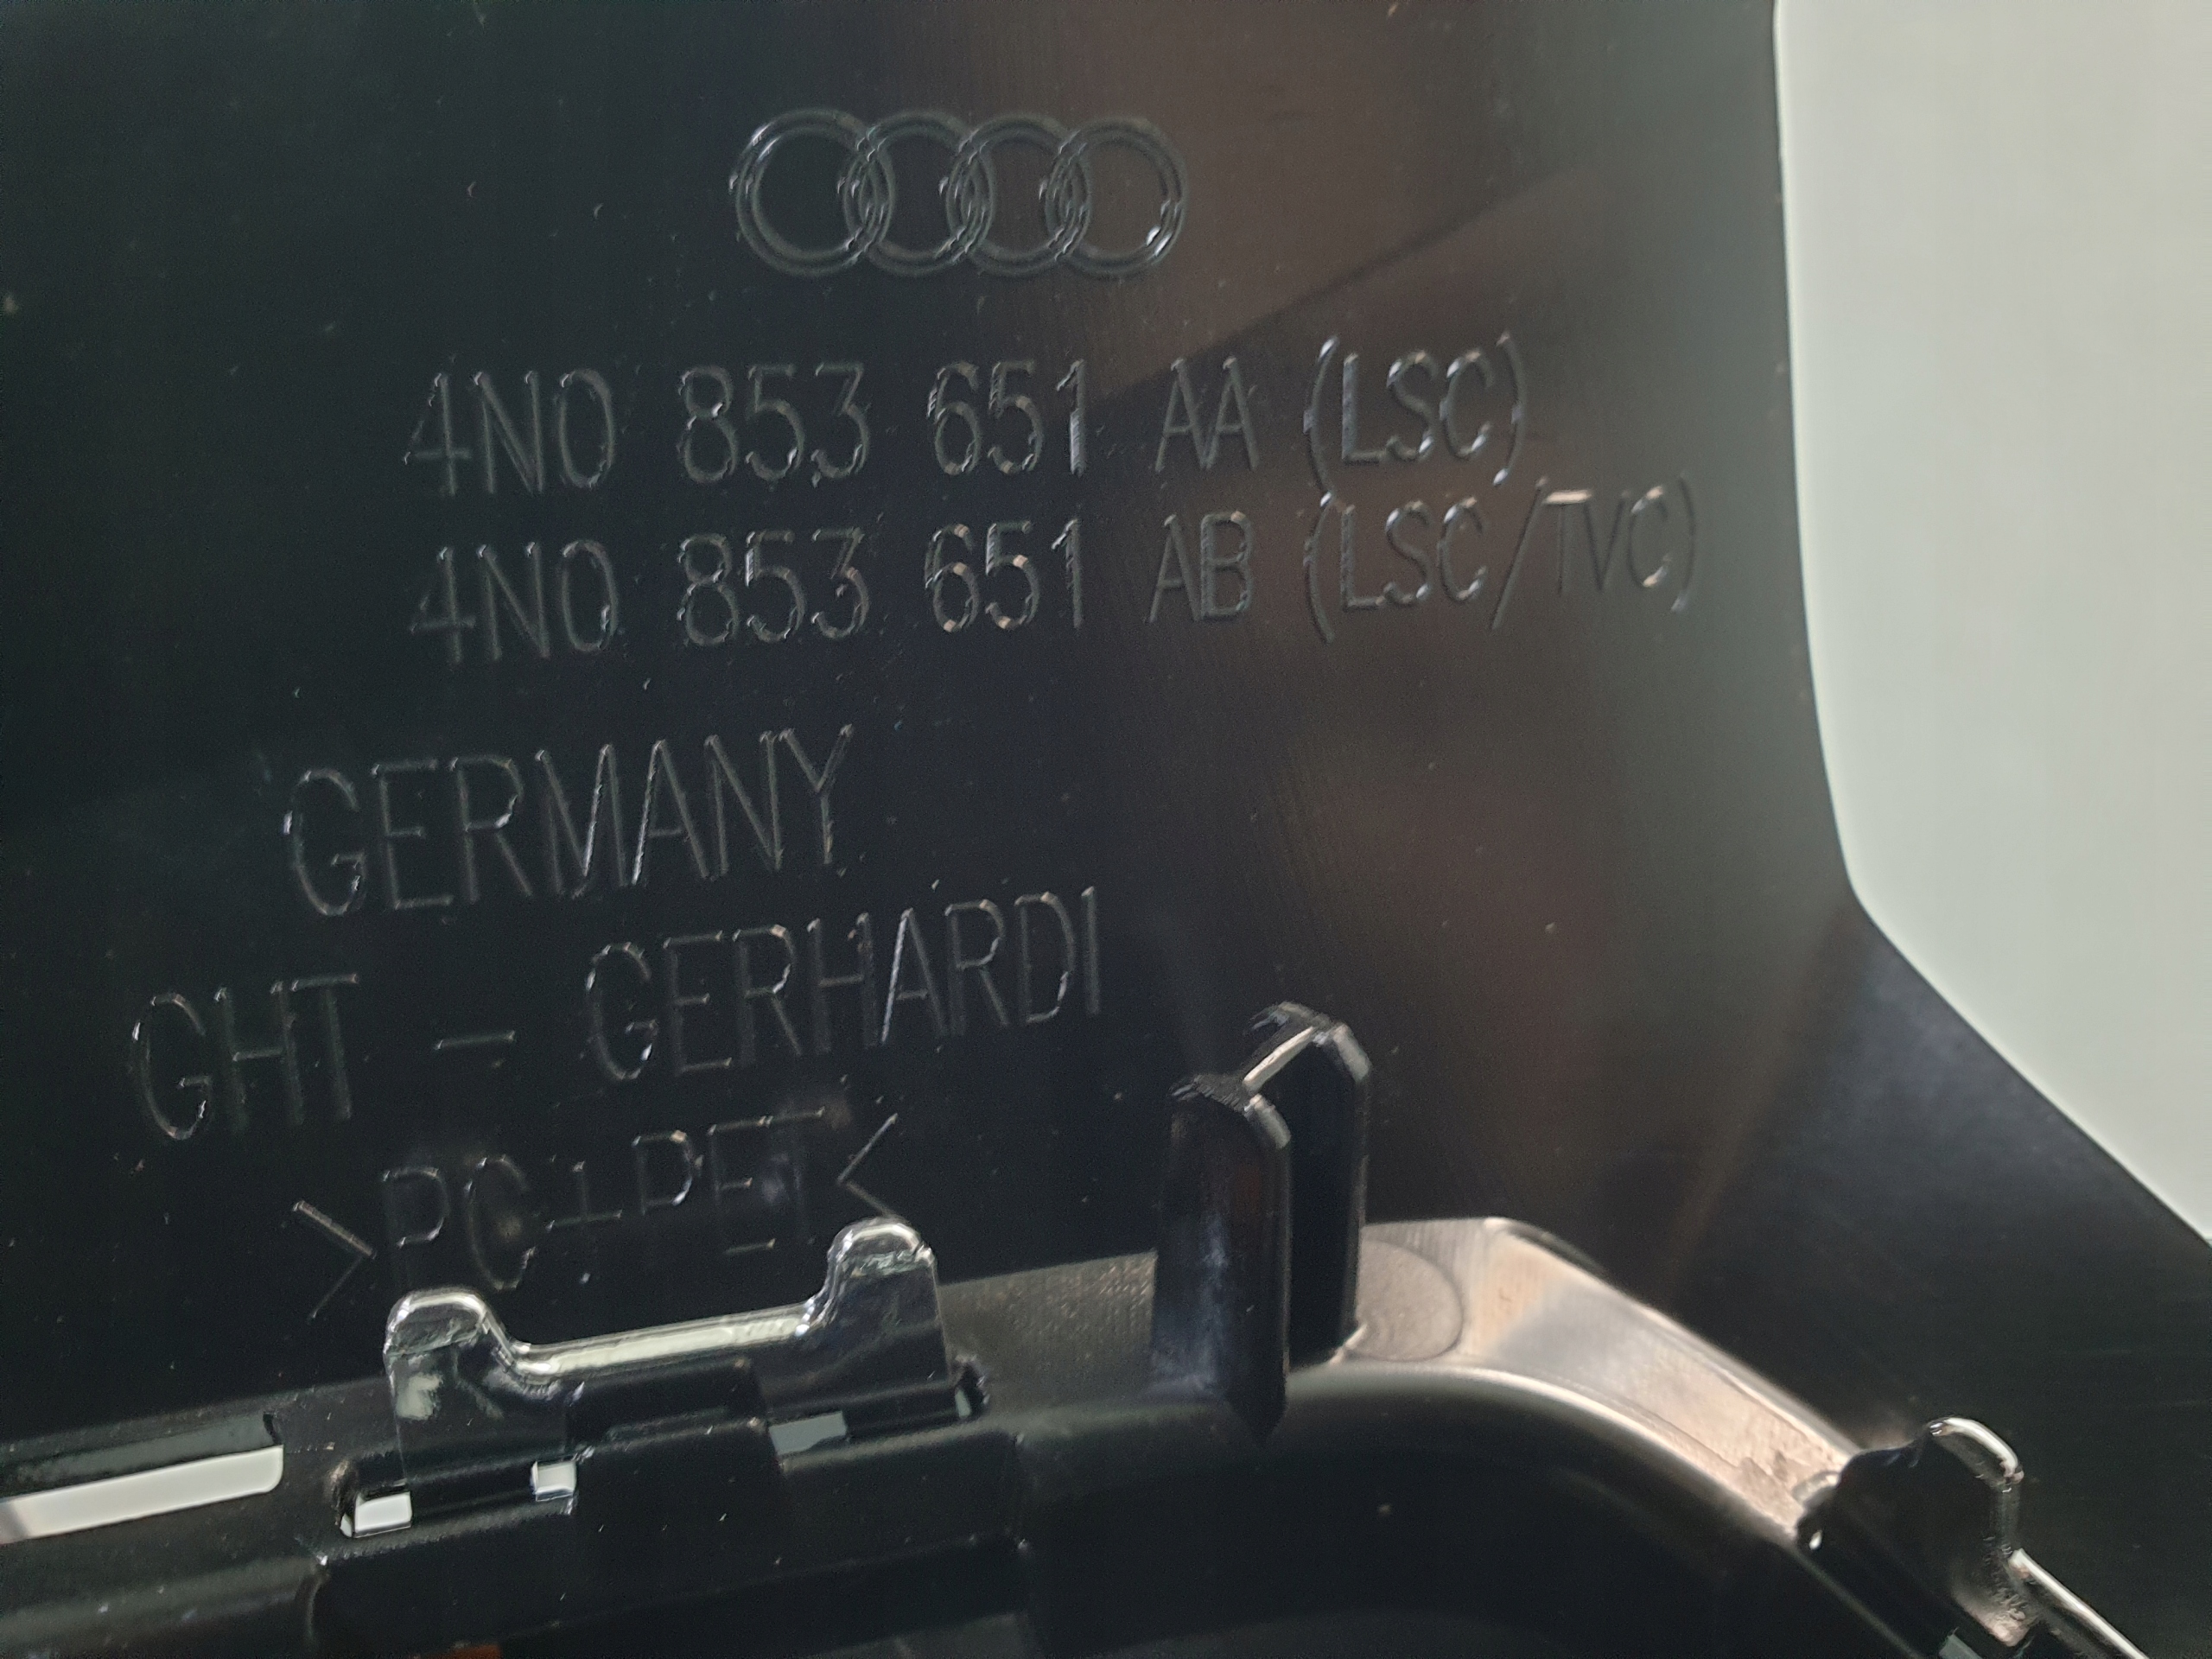 4N0 853 651 AA (LSC)
4N0 853 651 AB (LSC/TVC)
GERMANY
GHT - GERHARDI
>PC+PET<